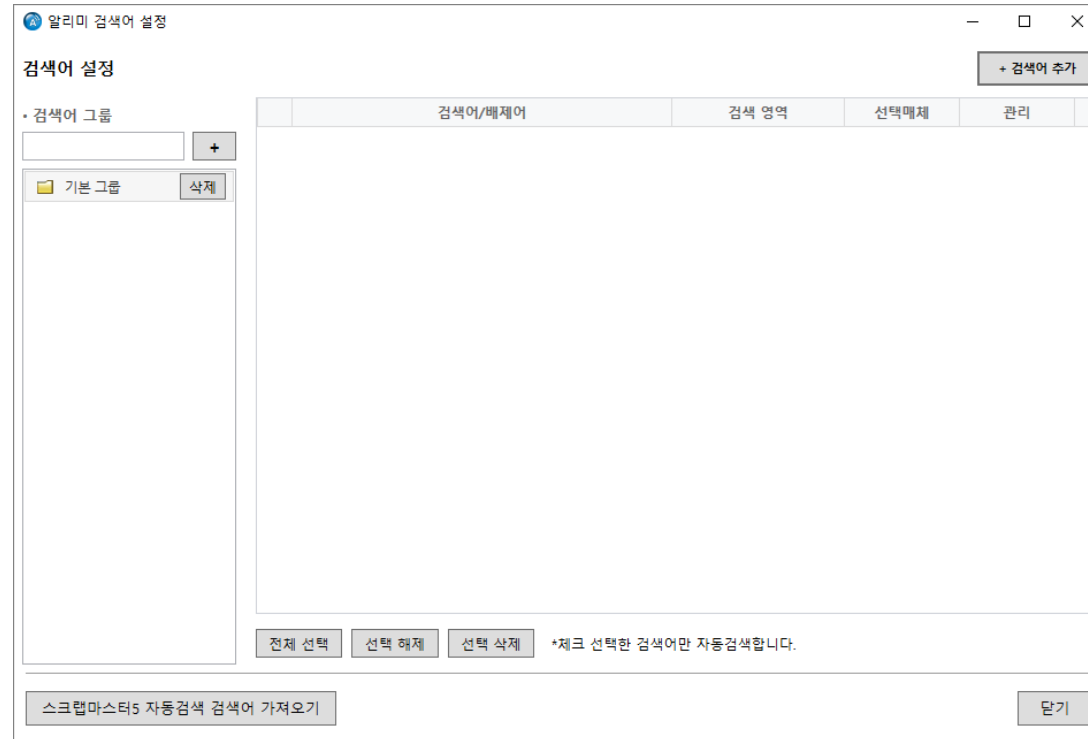 알리미 검색어 설정
검색어 설정
+ 검색어 추가
• 검색어 그룹
검색어/배제어 검색 영역 선택매체 관리
+
기본 그룹 삭제
전체 선택 선택 해제 선택 삭제 *체크 선택한 검색어만 자동검색합니다.
스크랩마스터5 자동검색 검색어 가져오기 닫기